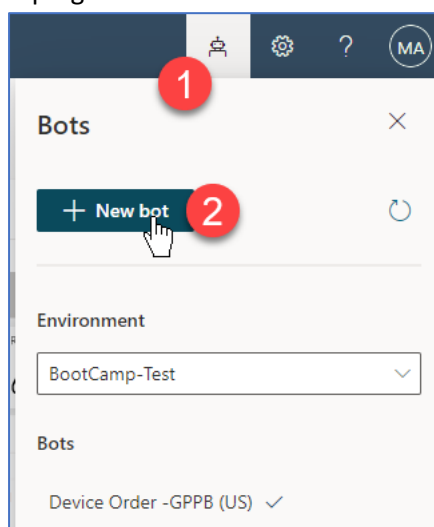 ?
MA
1
Bots
+ New bot
2
Environment
BootCamp-Test
Bots
Device Order -GPPB (US)